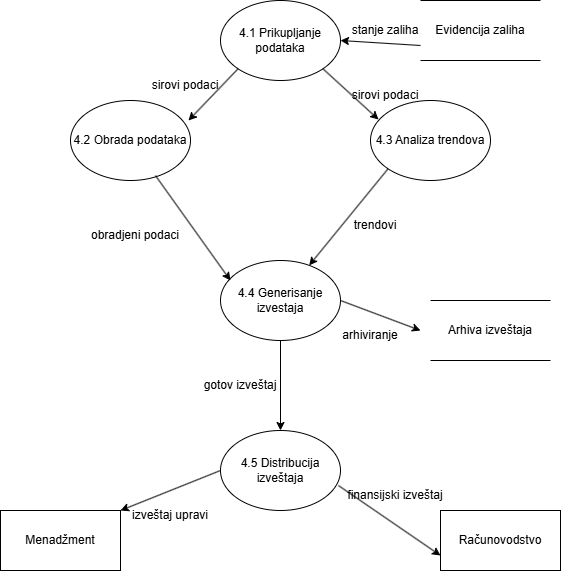 4.1 Prikupljanje
podataka
stanje zaliha
Evidencija zaliha
sirovi podaci
sirovi podaci
4.2 Obrada podataka
4.3 Analiza trendova
obradjeni podaci
trendovi
4.4 Generisanje
izvestaja
arhiviranje
Arhiva izveštaja
gotov izveštaj
4.5 Distribucija
izveštaja
izveštaj upravi
finansijski izveštaj
Menadžment
Računovodstvo